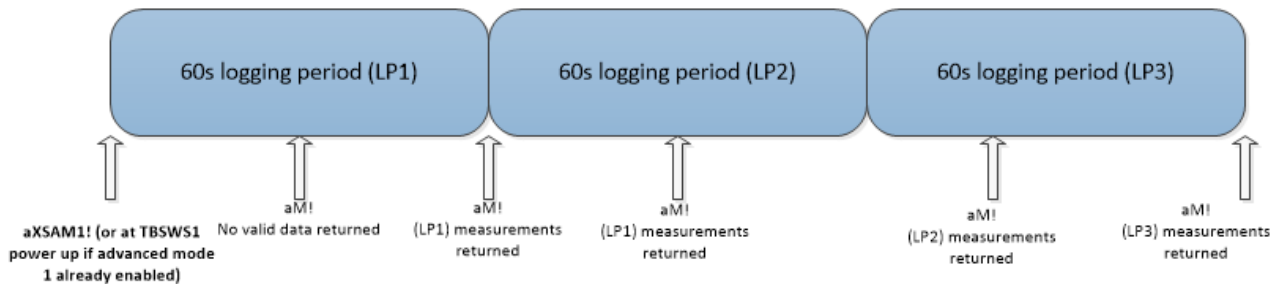 60s logging period (LP1)
60s logging period (LP2)
60s logging period (LP3)
aXSAM1! (or at TBSWS1
power up if advanced mode
1 already enabled)
aM!
No valid data returned
aM!
(LP1) measurements
returned
aM!
(LP1) measurements
returned
aM!
(LP2) measurements
returned
aM!
(LP3) measurements
returned